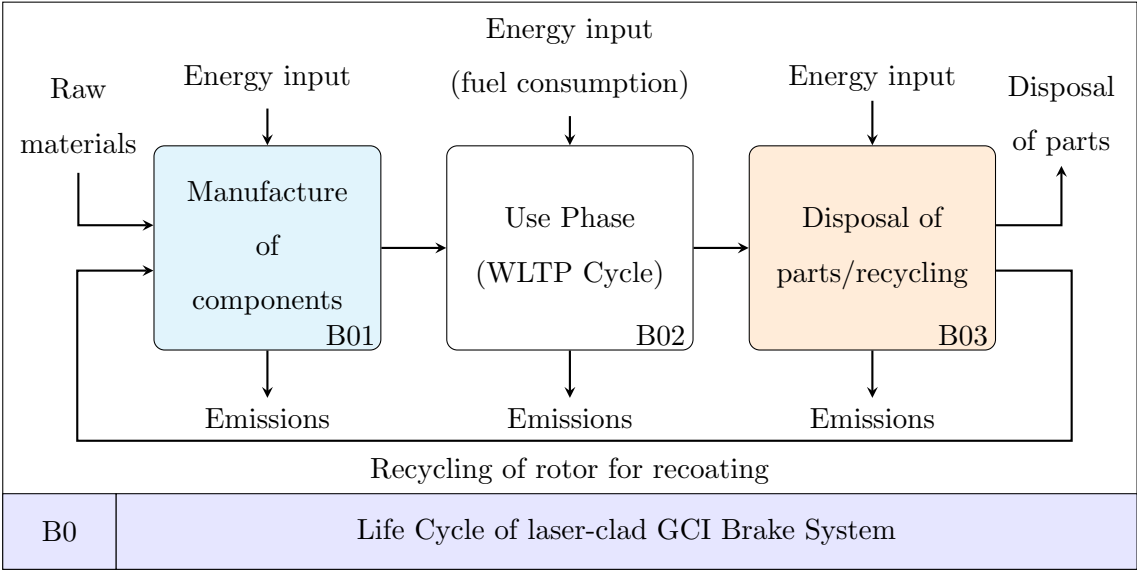 Raw
materials
Energy input
Energy input
(fuel consumption)
Energy input
Disposal
of parts
Manufacture
of
components
B01
Use Phase
(WLTP Cycle)
B02
Disposal of
parts/recycling
B03
Emissions
Emissions
Emissions
Recycling of rotor for recoating
B0
Life Cycle of laser-clad GCI Brake System